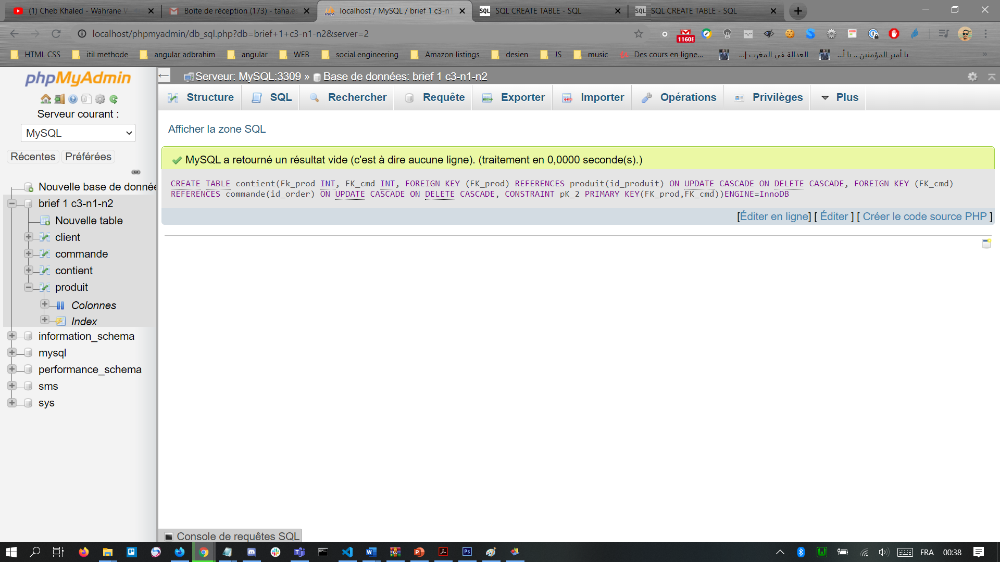 (1) Cheb Khaled - Wahrane W
Boîte de réception (173) - taha.es
localhost / MySQL / brief 1 c3-n1
SQL CREATE TABLE - SQL
SQL CREATE TABLE - SQL
localhost/phpmyadmin/db_sql.php?db=brief+1+c3-n1-n2&server=2
11608
HTML CSS
itil methode
angular adbrahim
angular
WEB
social engineering
Amazon listings
desien
JS
music
Des cours en ligne...
العدالة في المغرب إ...
يا أمير المؤمنين .. يا أ...
»
phpMyAdmin
Serveur courant :
MySQL
Récentes
Préférées
Nouvelle base de donnée
brief 1 c3-n1-n2
Nouvelle table
client
commande
contient
produit
Colonnes
Index
information_schema
mysql
performance_schema
sms
sys
Serveur: MySQL:3309 » Base de données: brief 1 c3-n1-n2
Structure
SQL
Rechercher
Requête
Exporter
Importer
Opérations
Privilèges
Plus
Afficher la zone SQL
MySQL a retourné un résultat vide (c'est à dire aucune ligne). (traitement en 0,0000 seconde(s).)
CREATE TABLE contient(Fk_prod INT, FK_cmd INT, FOREIGN KEY (FK_prod) REFERENCES produit(id_produit) ON UPDATE CASCADE ON DELETE CASCADE, FOREIGN KEY (FK_cmd)
REFERENCES commande(id_order) ON UPDATE CASCADE ON DELETE CASCADE, CONSTRAINT pK_2 PRIMARY KEY(FK_prod,FK_cmd))ENGINE=InnoDB
[Éditer en ligne] [ Éditer ] [ Créer le code source PHP ]
Console de requêtes SQL
FRA
00:38